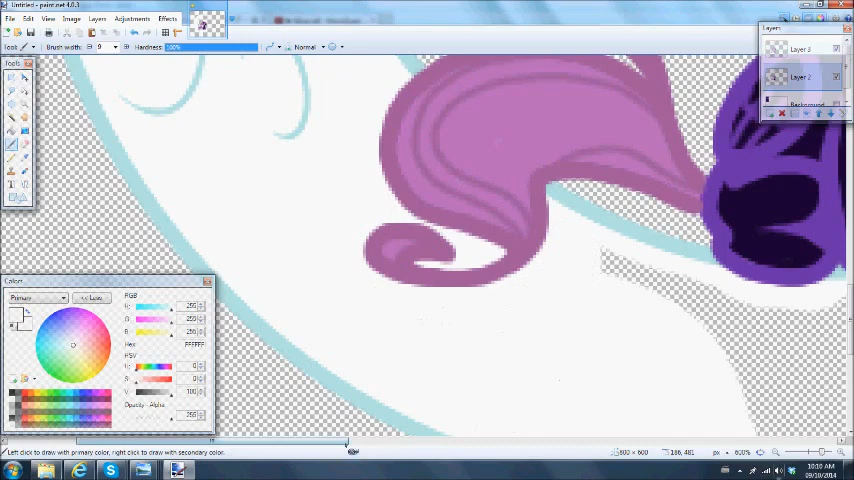 Untitled - paint.net 4.0.3
File Edit View Image Layers Adjustments Effects
Tool: Brush width: 9 Hardness: 100% Normal
Tools
Layers
Layer 3
Layer 2
Background
Colors
Primary << Less
RGB
R: 255
G: 255
B: 255
Hex FFFFFF
HSV
H: 0
S: 0
V: 100
Opacity - Alpha
255
Left click to draw with primary color, right click to draw with secondary color. 800 × 600 186, 481 px 600%
10:10 AM
09/10/2014